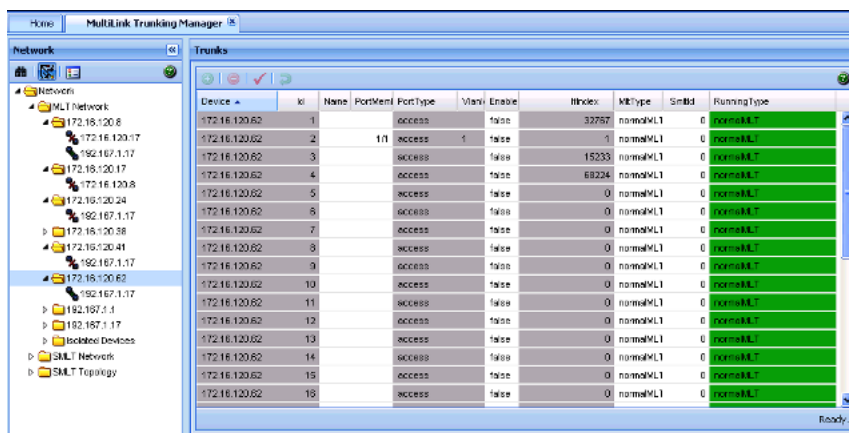 Home MultiLink Trunking Manager
Network
Trunks
Network
MLT Network
172.16.120.8
172.16.120.17
192.167.1.17
172.16.120.17
172.16.120.8
172.16.120.24
192.167.1.17
172.16.120.38
172.16.120.41
192.167.1.17
172.16.120.62
192.167.1.17
192.167.1.1
192.167.1.17
Isolated Devices
SMLT Network
SMLT Topology
Device Id Name PortMem PortType Vlan Enable IfIndex MltType SmltId RunningType
172.16.120.62 1 access false 32767 normalMLT 0 normalMLT
172.16.120.62 2 1/1 access 1 false 1 normalMLT 0 normalMLT
172.16.120.62 3 access false 15233 normalMLT 0 normalMLT
172.16.120.62 4 access false 68224 normalMLT 0 normalMLT
172.16.120.62 5 access false 0 normalMLT 0 normalMLT
172.16.120.62 6 access false 0 normalMLT 0 normalMLT
172.16.120.62 7 access false 0 normalMLT 0 normalMLT
172.16.120.62 8 access false 0 normalMLT 0 normalMLT
172.16.120.62 9 access false 0 normalMLT 0 normalMLT
172.16.120.62 10 access false 0 normalMLT 0 normalMLT
172.16.120.62 11 access false 0 normalMLT 0 normalMLT
172.16.120.62 12 access false 0 normalMLT 0 normalMLT
172.16.120.62 13 access false 0 normalMLT 0 normalMLT
172.16.120.62 14 access false 0 normalMLT 0 normalMLT
172.16.120.62 15 access false 0 normalMLT 0 normalMLT
172.16.120.62 16 access false 0 normalMLT 0 normalMLT
Ready